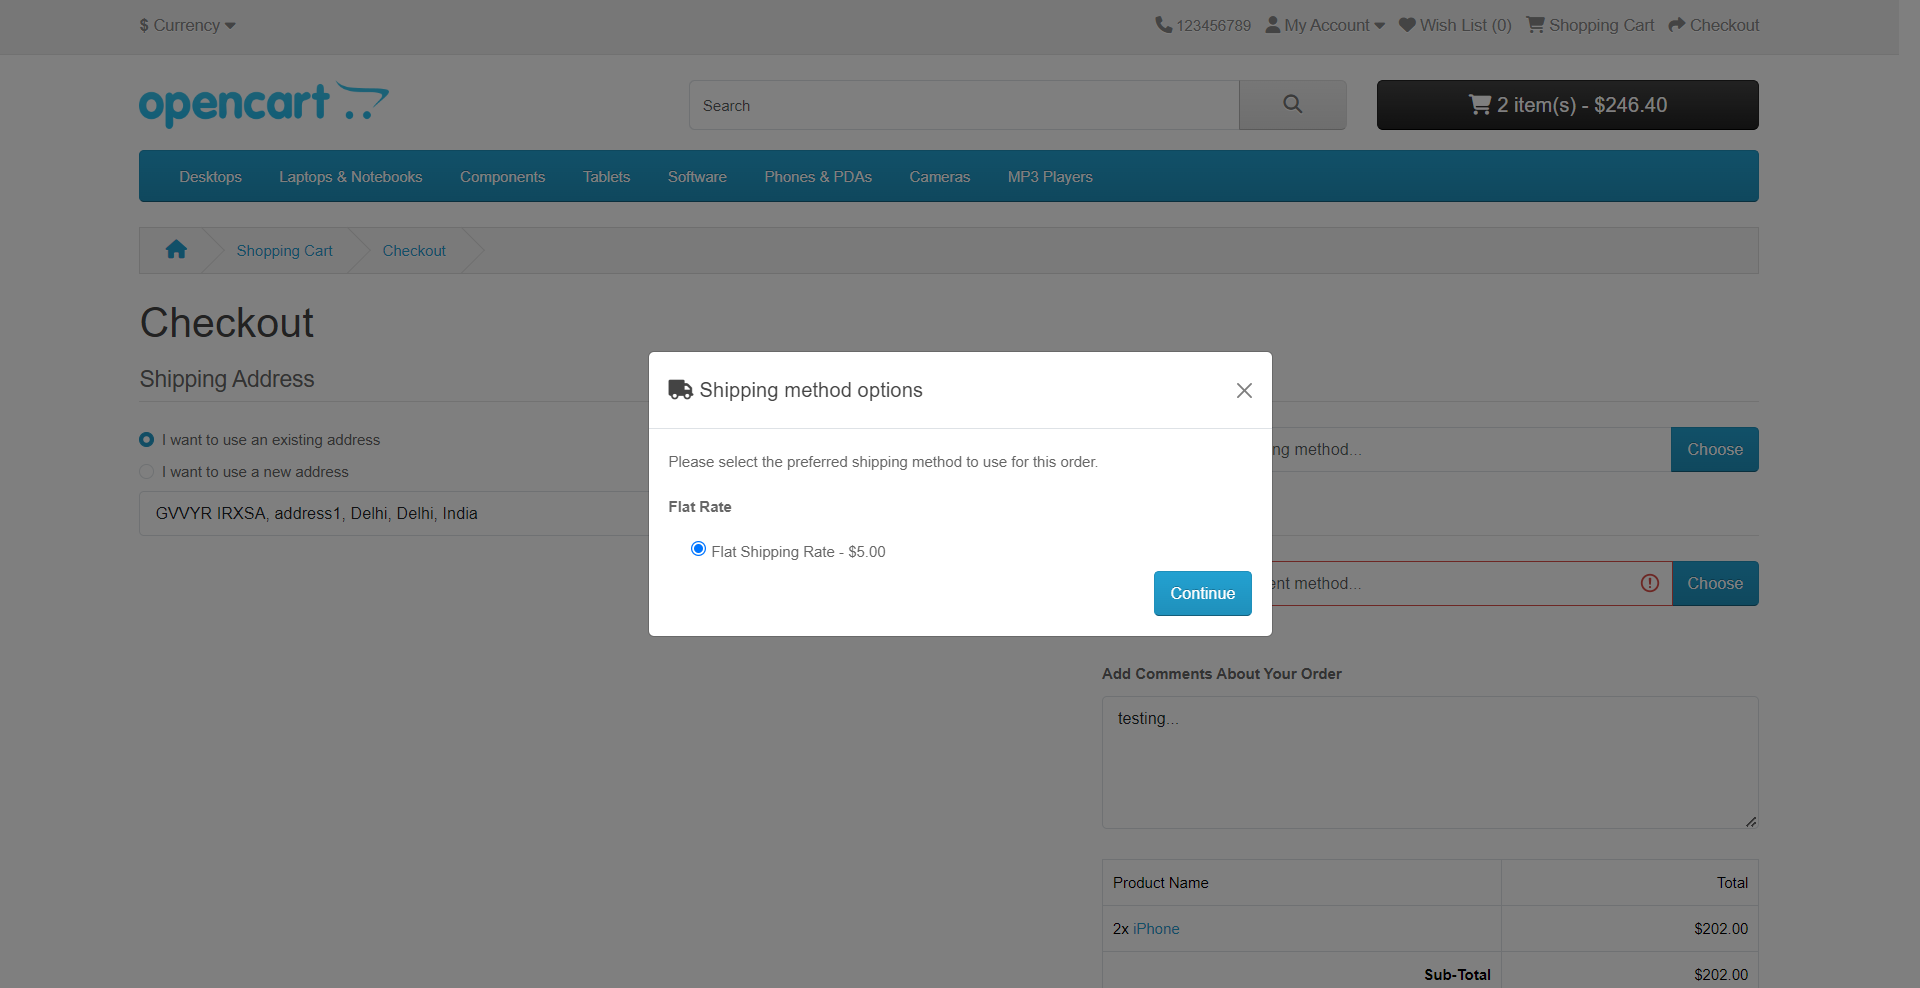 $ Currency
123456789 My Account Wish List (0) Shopping Cart Checkout
opencart
Search
2 item(s) - $246.40
Desktops Laptops & Notebooks Components Tablets Software Phones & PDAs Cameras MP3 Players
Shopping Cart Checkout
Checkout
Shipping Address
I want to use an existing address
I want to use a new address
GVVYR IRXSA, address1, Delhi, Delhi, India
Shipping method options
Please select the preferred shipping method to use for this order.
Flat Rate
Flat Shipping Rate - $5.00
Continue
method...
Choose
method...
Choose
Add Comments About Your Order
testing...
Product Name Total
2x iPhone $202.00
Sub-Total $202.00